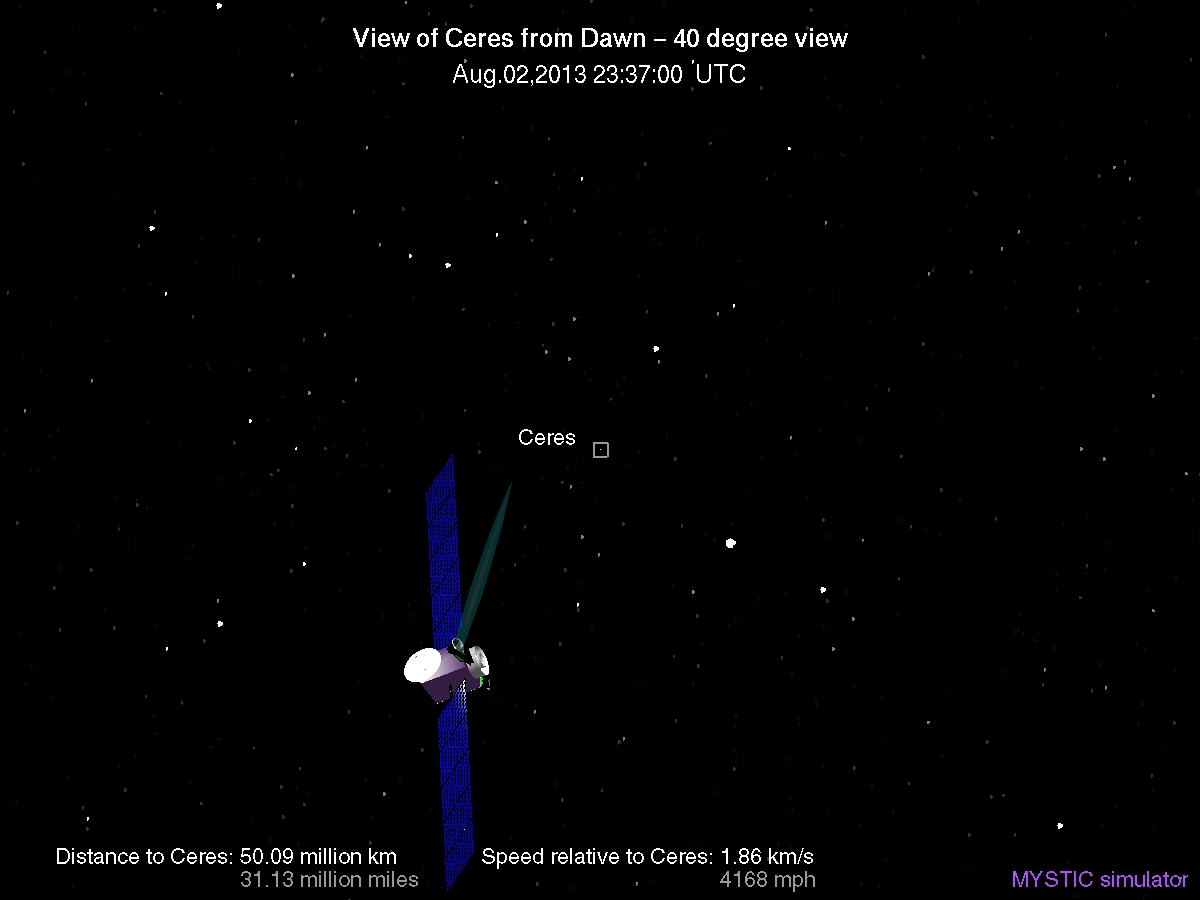 View of Ceres from Dawn – 40 degree view
Aug.02,2013 23:37:00 UTC
Ceres
Distance to Ceres: 50.09 million km
31.13 million miles
Speed relative to Ceres: 1.86 km/s
4168 mph
MYSTIC simulator